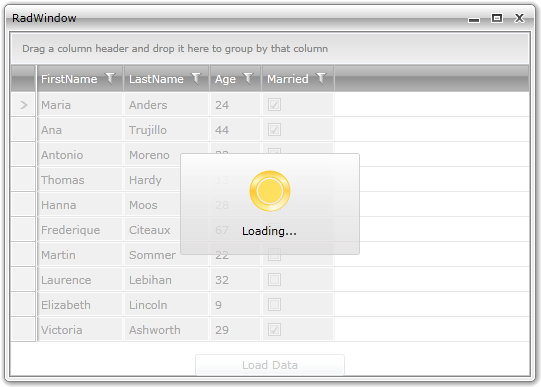 RadWindow
Drag a column header and drop it here to group by that column
FirstName LastName Age Married
Maria Anders 24
Ana Trujillo 44
Antonio Moreno
Thomas Hardy 13
Hanna Moos 28
Frederique Citeaux 67
Martin Sommer 22
Laurence Lebihan 32
Elizabeth Lincoln 9
Victoria Ashworth 29
Loading...
Load Data